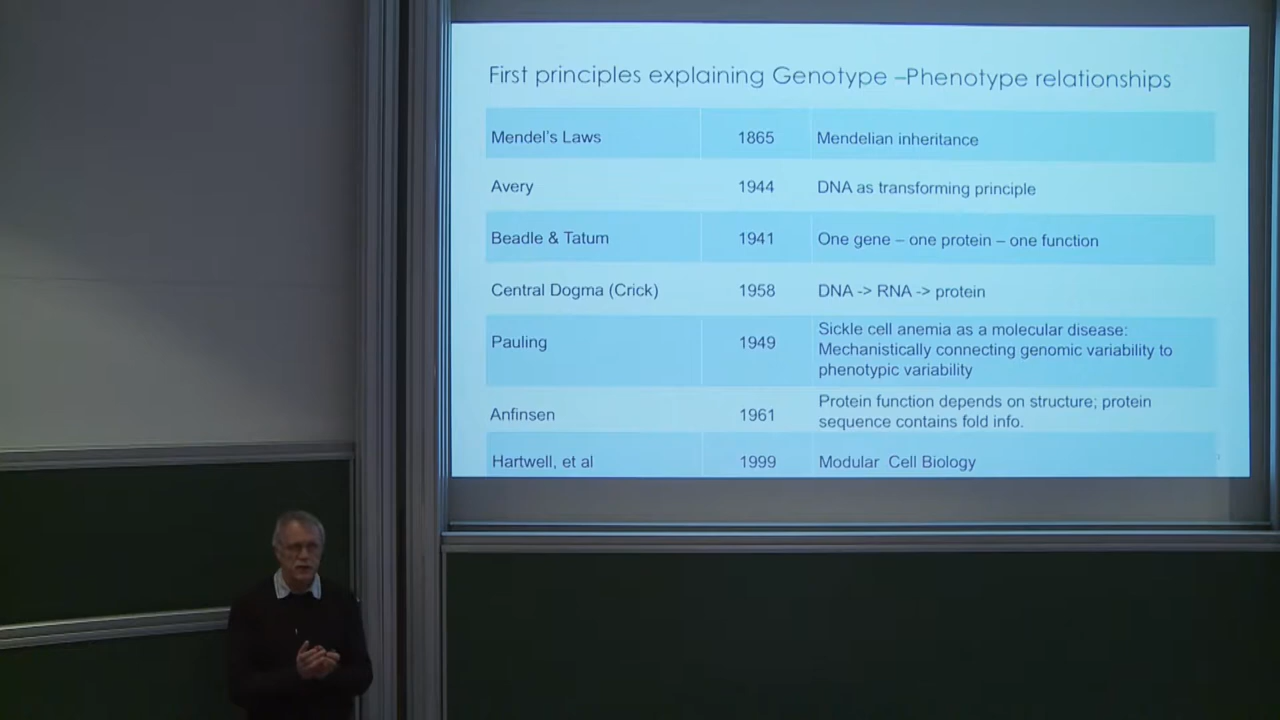 First principles explaining Genotype –Phenotype relationships
Mendel's Laws 1865 Mendelian inheritance
Avery 1944 DNA as transforming principle
Beadle & Tatum 1941 One gene – one protein – one function
Central Dogma (Crick) 1958 DNA -> RNA -> protein
Pauling 1949 Sickle cell anemia as a molecular disease:
Mechanistically connecting genomic variability to
phenotypic variability
Anfinsen 1961 Protein function depends on structure; protein
sequence contains fold info.
Hartwell, et al 1999 Modular Cell Biology